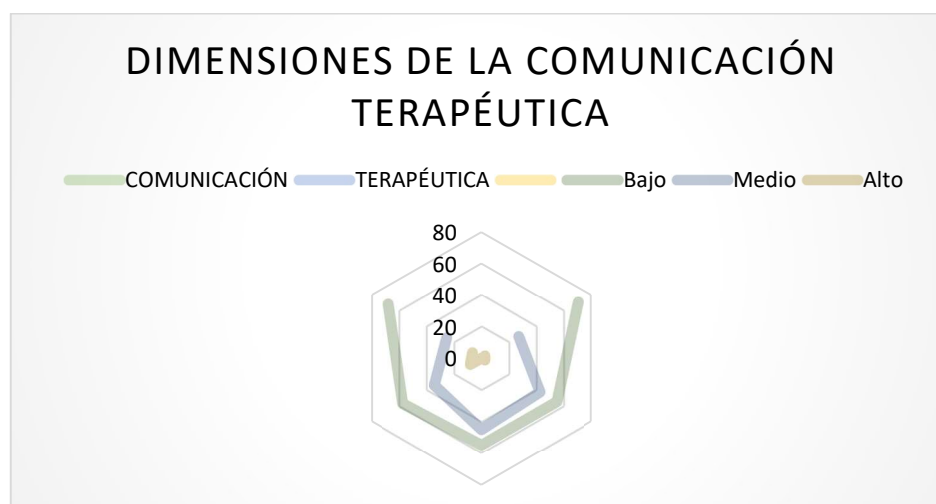 DIMENSIONES DE LA COMUNICACIÓN
TERAPÉUTICA
COMUNICACIÓN TERAPÉUTICA Bajo Medio Alto
80
60
40
20
0